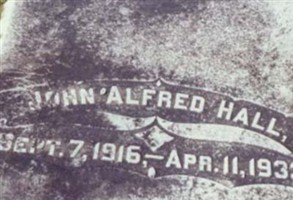 JOHN ALFRED HALL,
SEPT. 7, 1916,—APR. 11, 193